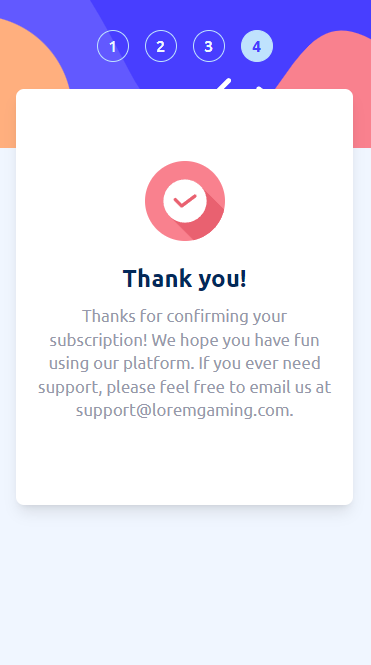 1 2 3 4
Thank you!
Thanks for confirming your
subscription! We hope you have fun
using our platform. If you ever need
support, please feel free to email us at
support@loremgaming.com.